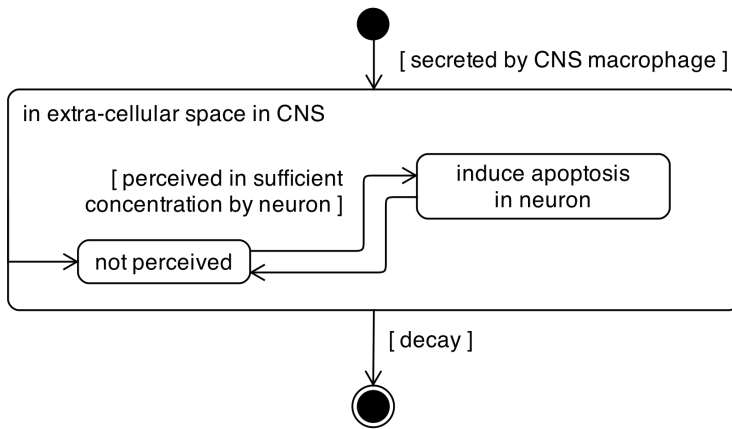 [ secreted by CNS macrophage ]
in extra-cellular space in CNS
[ perceived in sufficient
concentration by neuron ]
induce apoptosis
in neuron
not perceived
[ decay ]